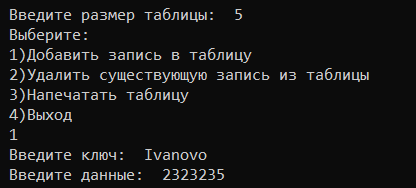 Введите размер таблицы:  5
Выберите:
1)Добавить запись в таблицу
2)Удалить существующую запись из таблицы
3)Напечатать таблицу
4)Выход
1
Введите ключ:  Ivanovo
Введите данные:  2323235